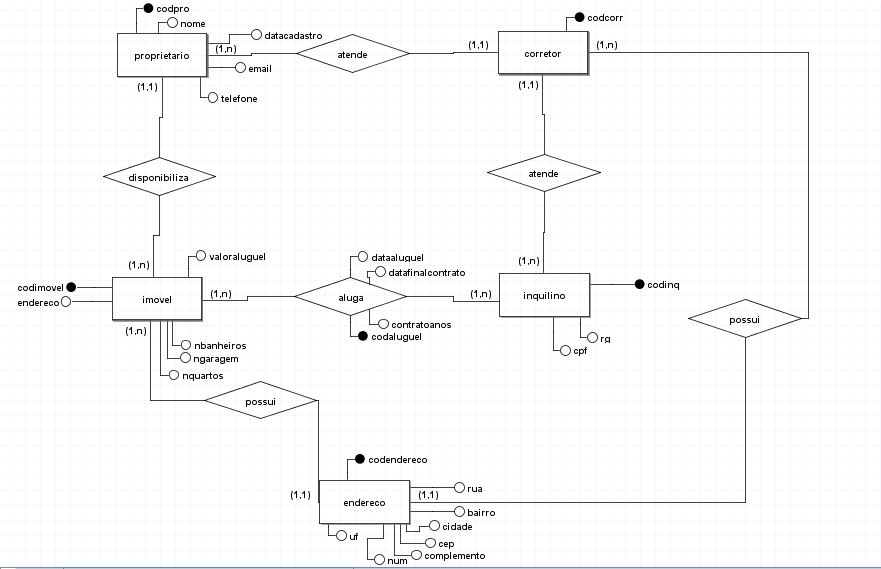 codpro
nome
datacadastro
codcorr
proprietario
(1,n)
atende
(1,1)
corretor
(1,n)
email
(1,1)
telefone
(1,1)
disponibiliza
atende
(1,n)
valoraluguel
dataaluguel
(1,n)
datafinalcontrato
codimovel
endereco
imovel
(1,n)
aluga
(1,n)
inquilino
codinq
possui
(1,n)
contratoanos
codaluguel
rg
cpf
nbanheiros
ngaragem
nquartos
possui
codendereco
rua
(1,1)
endereco
(1,1)
bairro
cidade
uf
cep
complemento
num